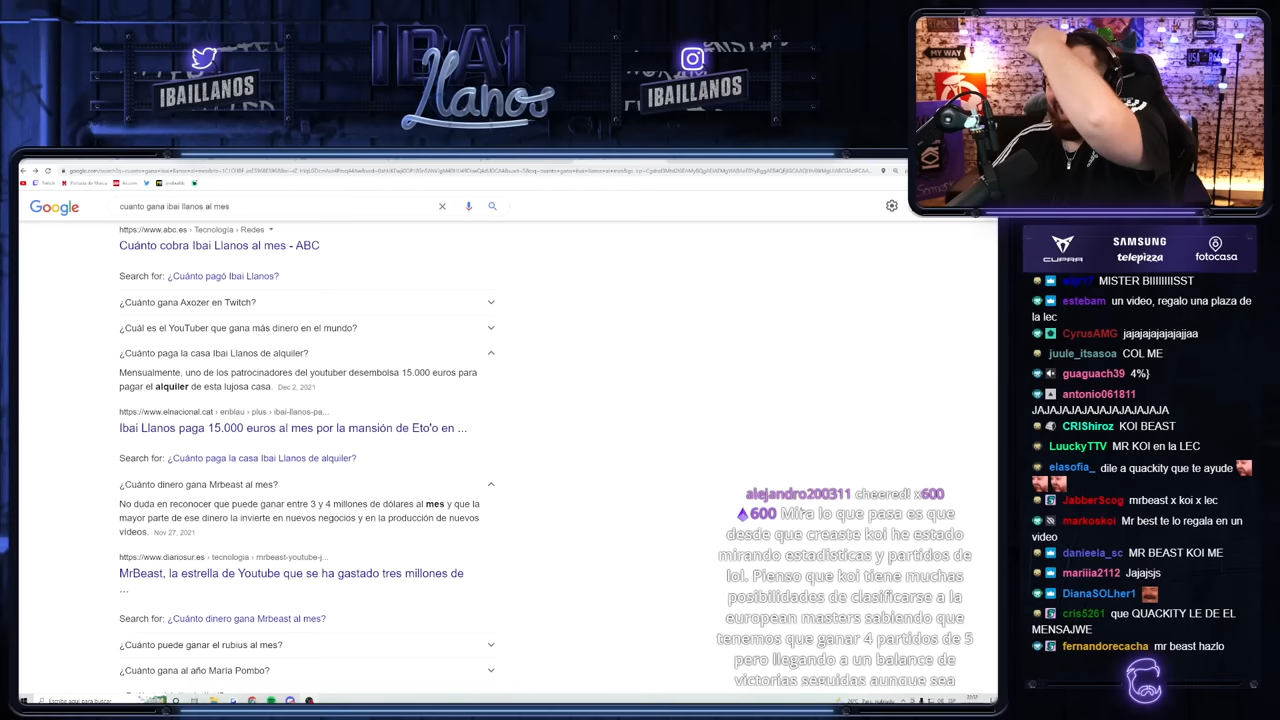 IBAI
Llanos
IBAILLANOS
IBAILLANOS
MY WAY
USA
Google
cuanto gana ibai llanos al mes
https://www.abc.es › Tecnología › Redes
Cuánto cobra Ibai Llanos al mes - ABC
Search for: ¿Cuánto pagó Ibai Llanos?
¿Cuánto gana Axozer en Twitch?
¿Cuál es el YouTuber que gana más dinero en el mundo?
¿Cuánto paga la casa Ibai Llanos de alquiler?
Mensualmente, uno de los patrocinadores del youtuber desembolsa 15.000 euros para
pagar el alquiler de esta lujosa casa. Dec 2, 2021
https://www.elnacional.cat › enblau › plus › ibai-llanos-pa...
Ibai Llanos paga 15.000 euros al mes por la mansión de Eto'o en ...
Search for: ¿Cuánto paga la casa Ibai Llanos de alquiler?
¿Cuánto dinero gana Mrbeast al mes?
No duda en reconocer que puede ganar entre 3 y 4 millones de dólares al mes y que la
mayor parte de ese dinero la invierte en nuevos negocios y en la producción de nuevos
vídeos. Nov 27, 2021
https://www.diariosur.es › tecnologia › mrbeast-youtube-j...
MrBeast, la estrella de Youtube que se ha gastado tres millones de
...
Search for: ¿Cuánto dinero gana Mrbeast al mes?
¿Cuánto puede ganar el rubius al mes?
¿Cuánto gana al año María Pombo?
Escribe aquí para buscar
alejandro200311 cheered! x600
600 Mira lo que pasa es que
desde que creaste koi he estado
mirando estadisticas y partidos de
lol. Pienso que koi tiene muchas
posibilidades de clasificarse a la
european masters sabiendo que
tenemos que ganar 4 partidos de 5
pero llegando a un balance de
victorias seguidas aunque sea
CUPRA
SAMSUNG
telepizza
fotocasa
MISTER BIIIIIIIISST
estebam un video, regalo una plaza de
la lec
CyrusAMG jajajajajajajajjaa
juule_itsasoa COL ME
guaguach39 4%}
antonio061811
JAJAJAJAJAJAJAJAJAJA
CRIShiroz KOI BEAST
LuuckyTTV MR KOI en la LEC
elasofia_ dile a quackity que te ayude
JabberScog mrbeast x koi x lec
markoskoi Mr best te lo regala en un
video
danieela_sc MR BEAST KOI ME
mariiia2112 Jajajsjs
DianaSOLher1
cris5261 que QUACKITY LE DE EL
MENSAJWE
fernandorecacha mr beast hazlo